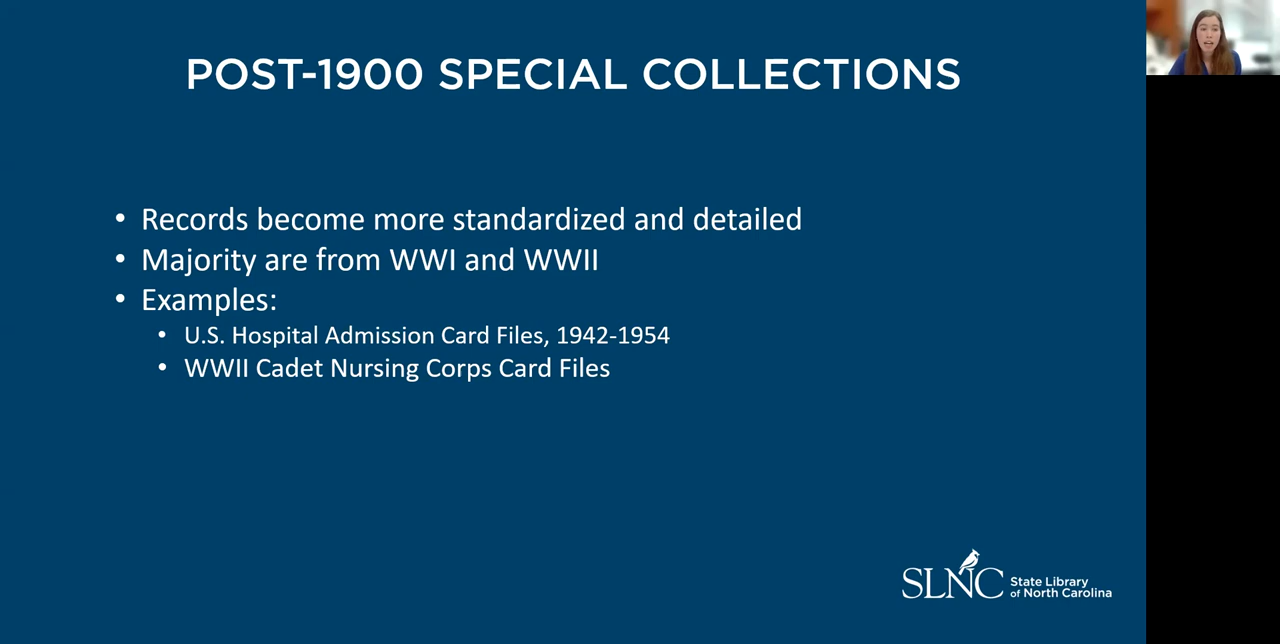 POST-1900 SPECIAL COLLECTIONS
• Records become more standardized and detailed
• Majority are from WWI and WWII
• Examples:
• U.S. Hospital Admission Card Files, 1942-1954
• WWII Cadet Nursing Corps Card Files
SLNC State Library
of North Carolina